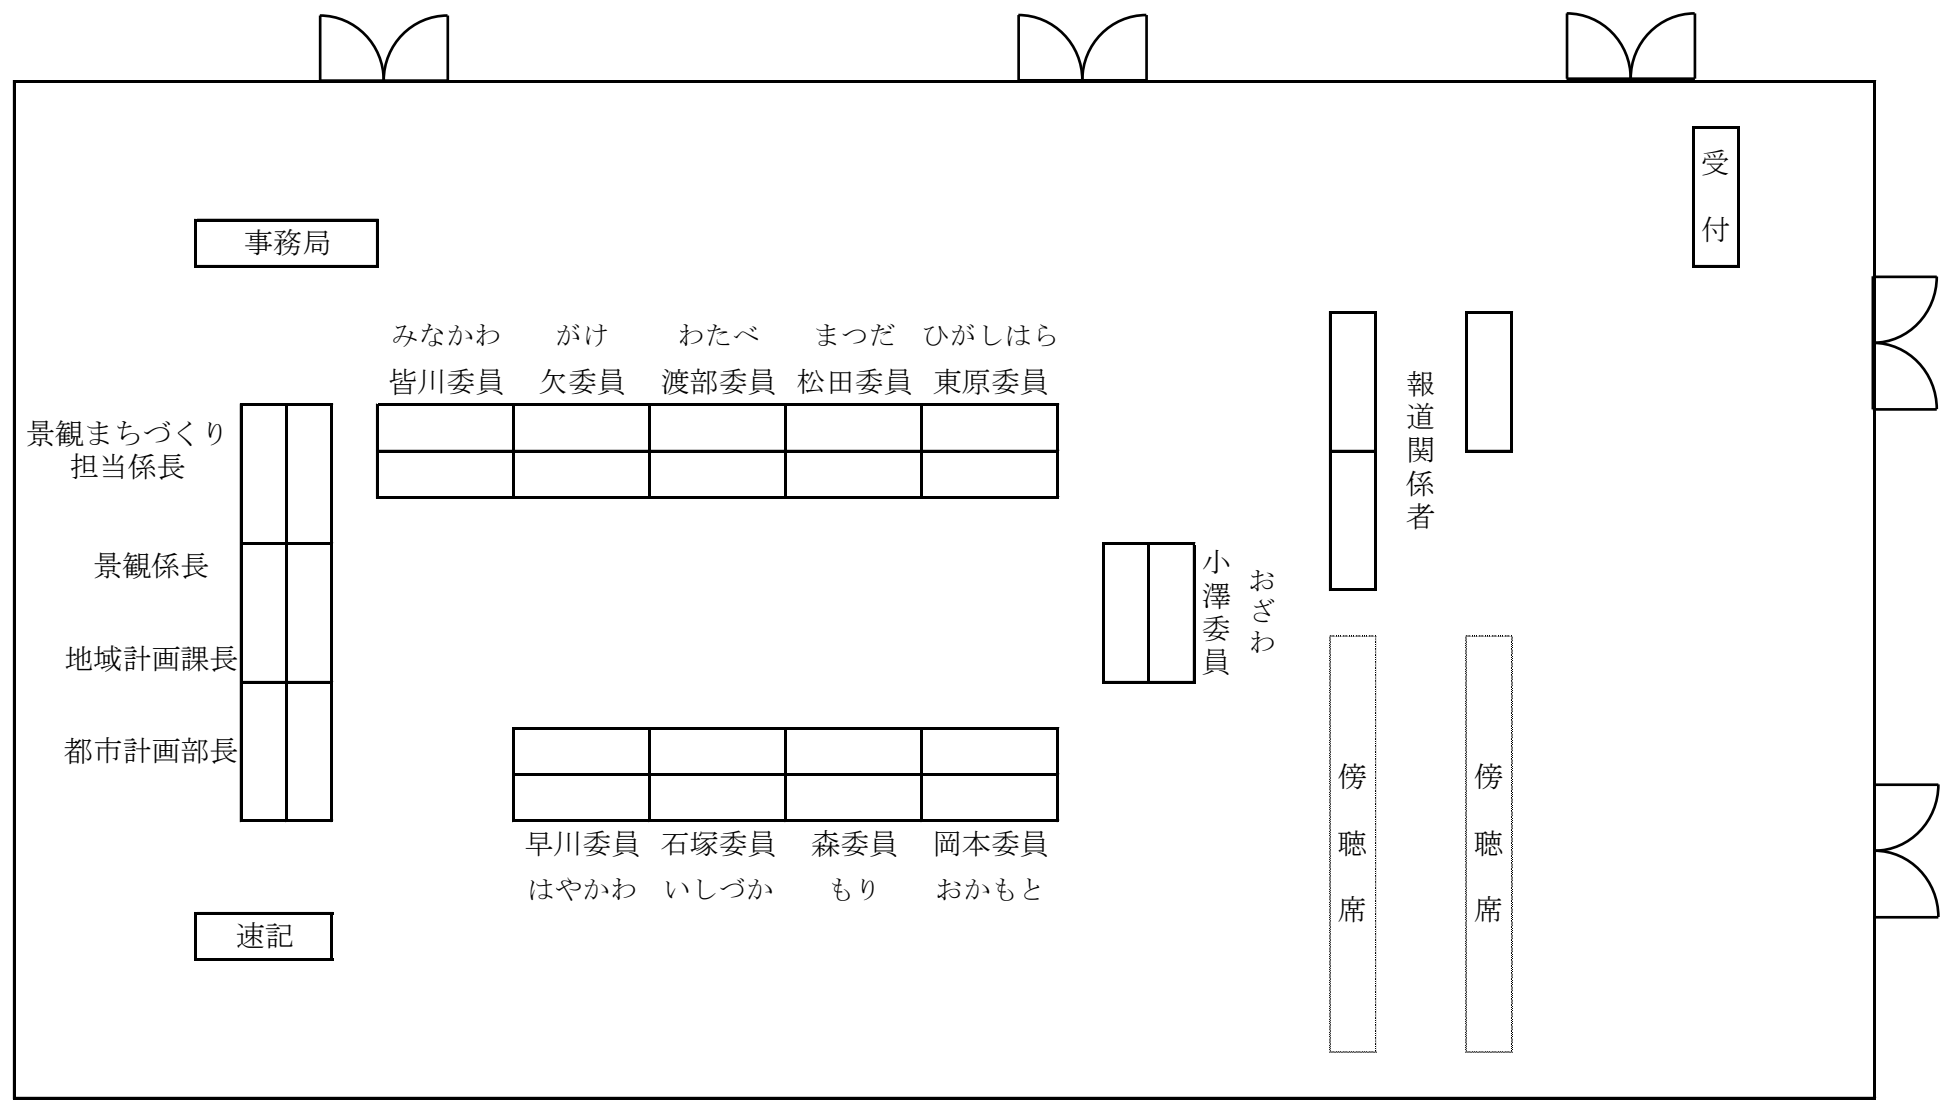 受付
事務局
みなかわ がけ わたべ まつだ ひがしはら
皆川委員 欠委員 渡部委員 松田委員 東原委員
景観まちづくり
担当係長
景観係長
地域計画課長
都市計画部長
小澤委員
おざわ
報道関係者
傍聴席
傍聴席
早川委員 石塚委員 森委員 岡本委員
はやかわ いしづか もり おかもと
速記